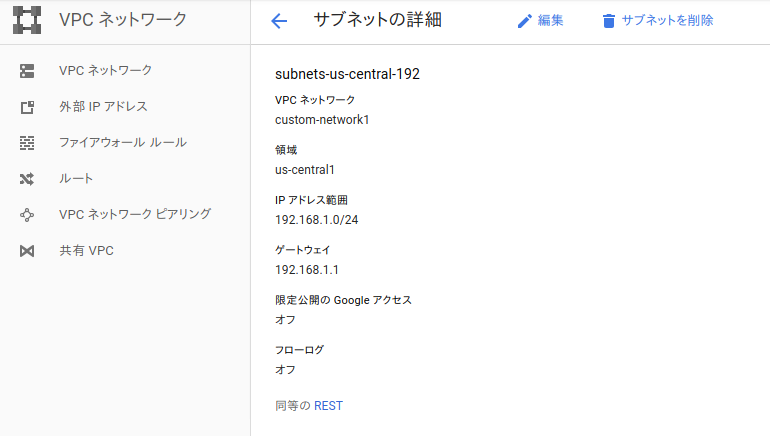 VPC ネットワーク
サブネットの詳細
編集
サブネットを削除
VPC ネットワーク
外部 IP アドレス
ファイアウォール ルール
ルート
VPC ネットワーク ピアリング
共有 VPC
subnets-us-central-192
VPC ネットワーク
custom-network1
領域
us-central1
IP アドレス範囲
192.168.1.0/24
ゲートウェイ
192.168.1.1
限定公開の Google アクセス
オフ
フローログ
オフ
同等の REST